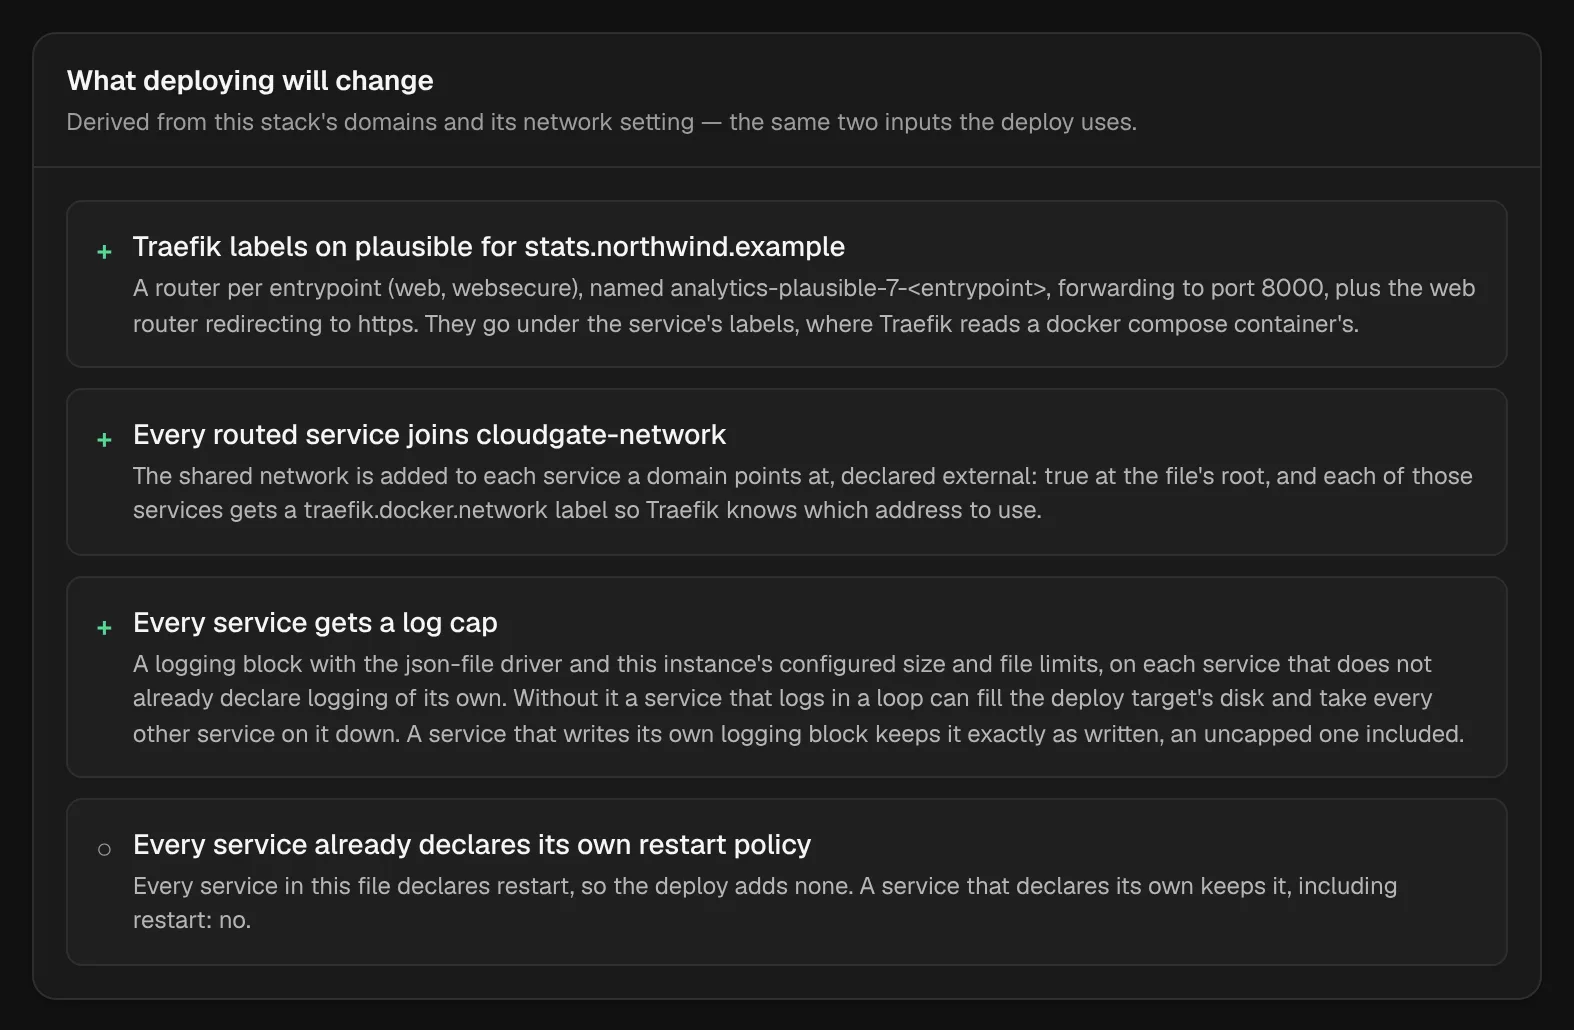 What deploying will change
Derived from this stack's domains and its network setting — the same two inputs the deploy uses.
+ Traefik labels on plausible for stats.northwind.example
A router per entrypoint (web, websecure), named analytics-plausible-7-<entrypoint>, forwarding to port 8000, plus the web
router redirecting to https. They go under the service's labels, where Traefik reads a docker compose container's.
+ Every routed service joins cloudgate-network
The shared network is added to each service a domain points at, declared external: true at the file's root, and each of those
services gets a traefik.docker.network label so Traefik knows which address to use.
+ Every service gets a log cap
A logging block with the json-file driver and this instance's configured size and file limits, on each service that does not
already declare logging of its own. Without it a service that logs in a loop can fill the deploy target's disk and take every
other service on it down. A service that writes its own logging block keeps it exactly as written, an uncapped one included.
○ Every service already declares its own restart policy
Every service in this file declares restart, so the deploy adds none. A service that declares its own keeps it, including
restart: no.